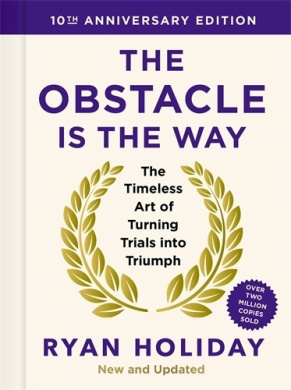 10TH ANNIVERSARY EDITION
THE
OBSTACLE
IS THE WAY
The
Timeless
Art of
Turning
Trials into
Triumph
OVER
TWO
MILLION
COPIES
SOLD
RYAN HOLIDAY
New and Updated